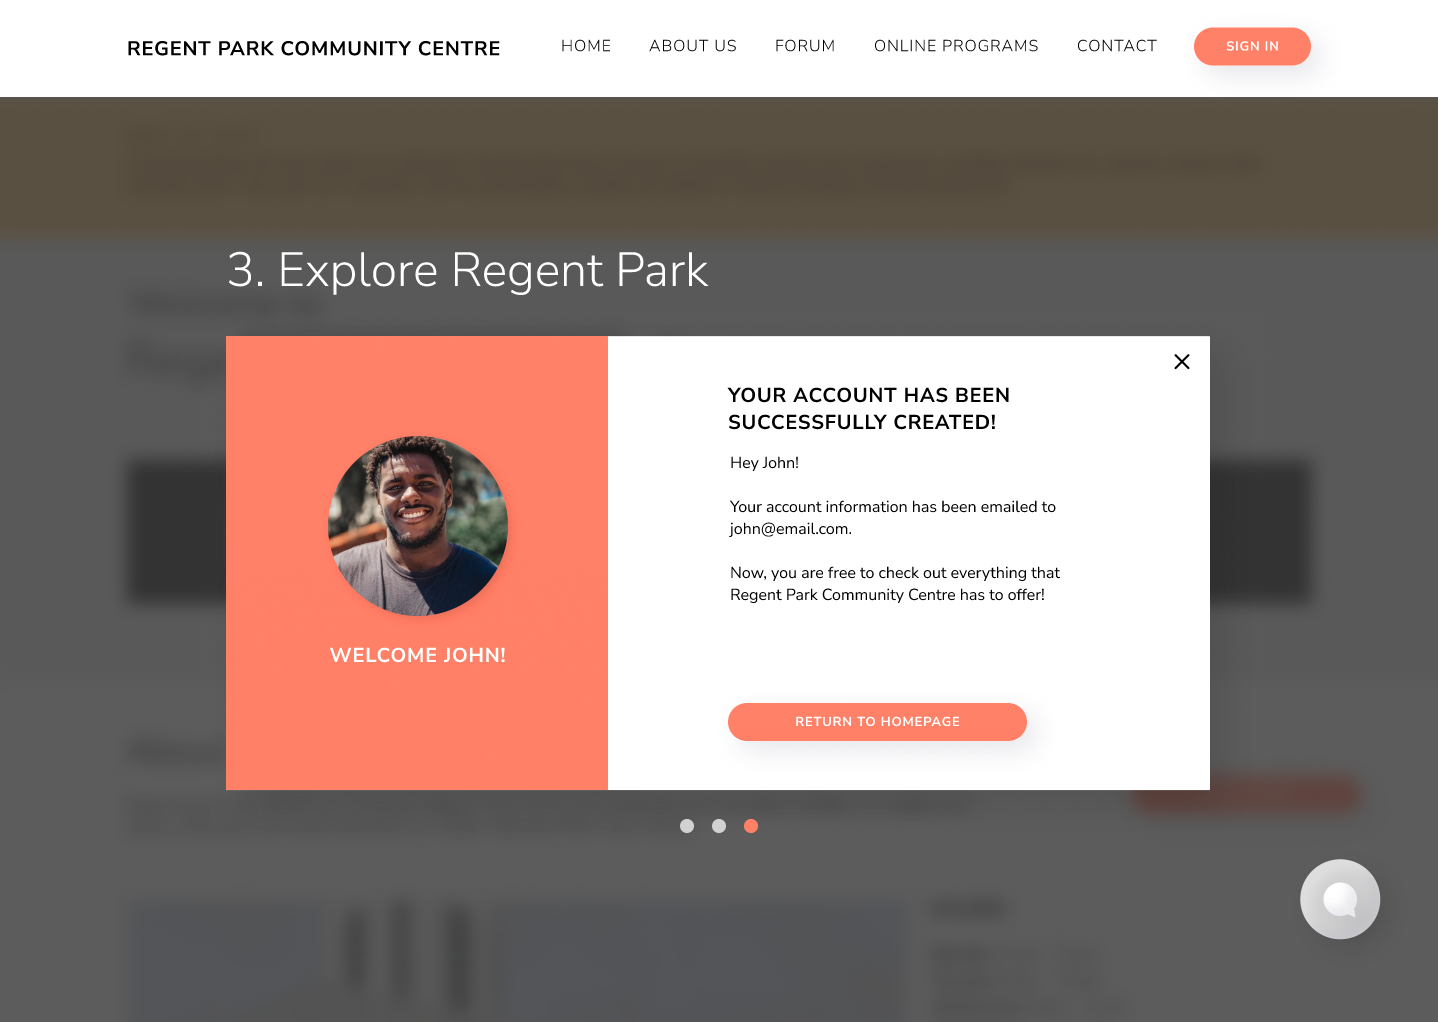 REGENT PARK COMMUNITY CENTRE
HOME
ABOUT US
FORUM
ONLINE PROGRAMS
CONTACT
SIGN IN
3. Explore Regent Park
WELCOME JOHN!
YOUR ACCOUNT HAS BEEN
SUCCESSFULLY CREATED!
Hey John!
Your account information has been emailed to
john@email.com.
Now, you are free to check out everything that
Regent Park Community Centre has to offer!
RETURN TO HOMEPAGE